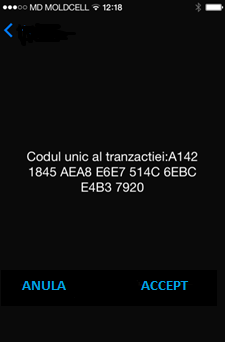 MD MOLDCELL 12:18
Codul unic al tranzactiei:A142
1845 AEA8 E6E7 514C 6EBC
E4B3 7920
ANULA ACCEPT